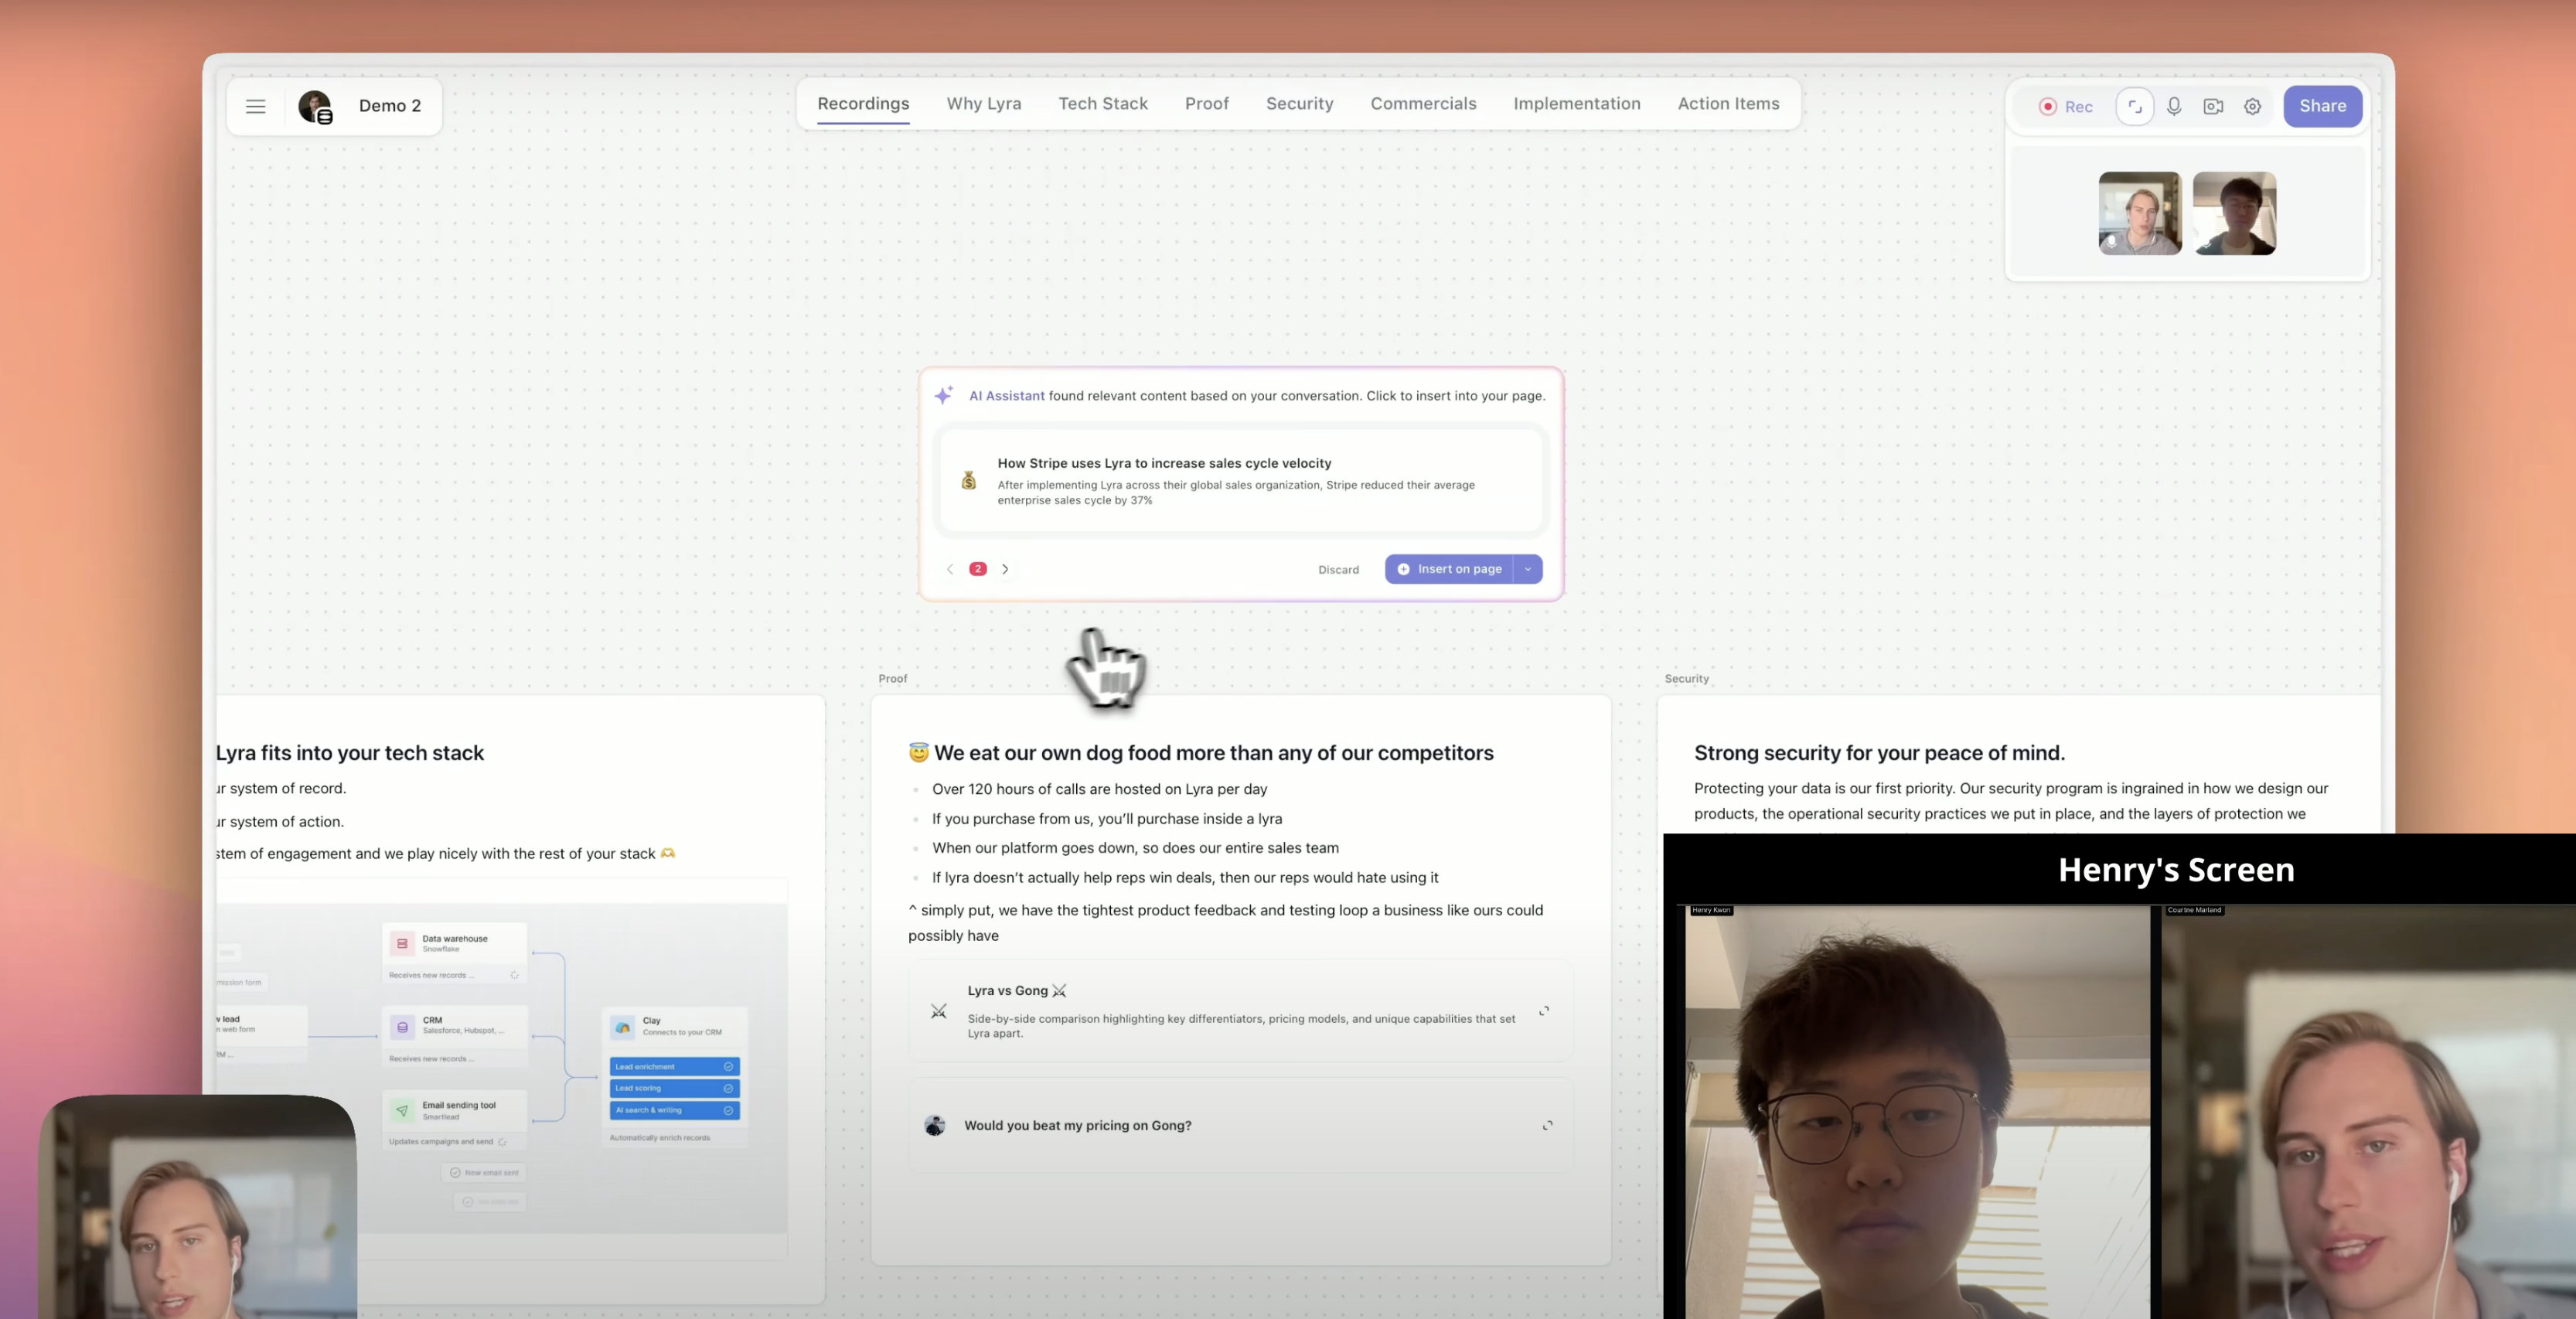 Demo 2
Recordings Why Lyra Tech Stack Proof Security Commercials Implementation Action Items
Rec
Share
AI Assistant found relevant content based on your conversation. Click to insert into your page.
How Stripe uses Lyra to increase sales cycle velocity
After implementing Lyra across their global sales organization, Stripe reduced their average
enterprise sales cycle by 37%
2
Discard
Insert on page
Lyra fits into your tech stack
ur system of record.
ur system of action.
stem of engagement and we play nicely with the rest of your stack 🫶
mission form
v lead
n web form
Data warehouse
Snowflake
Receives new records ...
CRM
Salesforce, Hubspot, ...
Receives new records ...
Email sending tool
Smartlead
Updates campaigns and send
New email sent
Clay
Connects to your CRM
Lead enrichment
Lead scoring
AI search & writing
Automatically enrich records
Proof
😇 We eat our own dog food more than any of our competitors
Over 120 hours of calls are hosted on Lyra per day
If you purchase from us, you’ll purchase inside a lyra
When our platform goes down, so does our entire sales team
If lyra doesn’t actually help reps win deals, then our reps would hate using it
^ simply put, we have the tightest product feedback and testing loop a business like ours could
possibly have
Lyra vs Gong ⚔
Side-by-side comparison highlighting key differentiators, pricing models, and unique capabilities that set
Lyra apart.
Would you beat my pricing on Gong?
Security
Strong security for your peace of mind.
Protecting your data is our first priority. Our security program is ingrained in how we design our
products, the operational security practices we put in place, and the layers of protection we
Henry's Screen
Henry Kwon
Courtne Marland